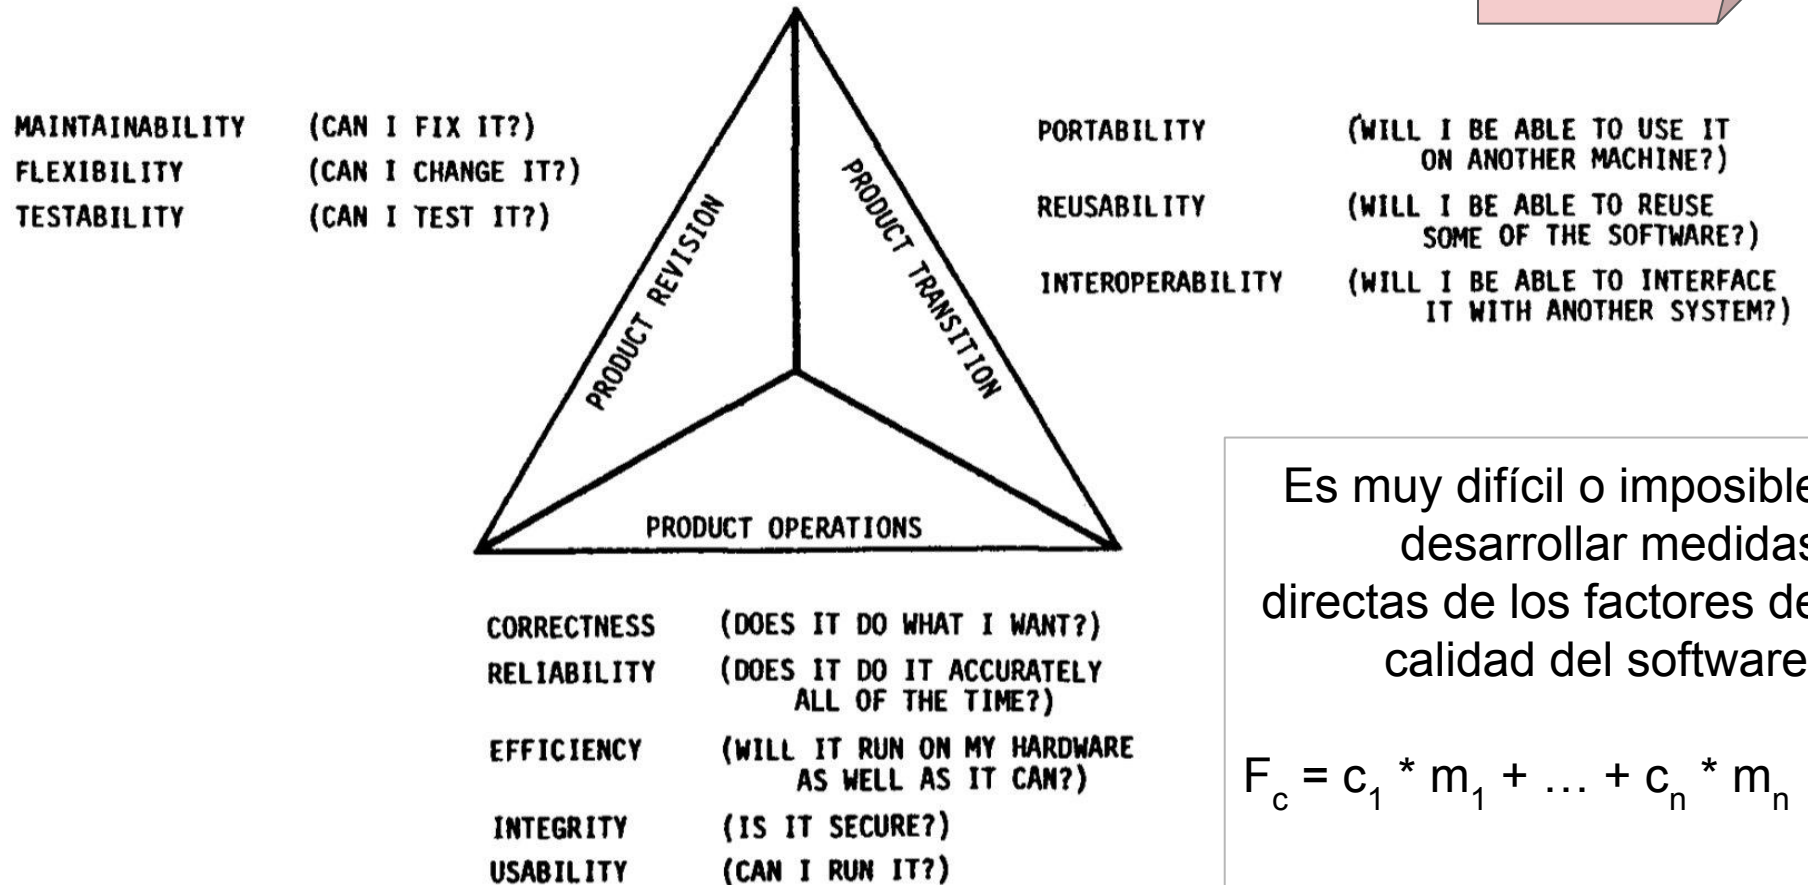 MAINTAINABILITY (CAN I FIX IT?)
FLEXIBILITY (CAN I CHANGE IT?)
TESTABILITY (CAN I TEST IT?)
PRODUCT REVISION
PRODUCT TRANSITION
PORTABILITY (WILL I BE ABLE TO USE IT
ON ANOTHER MACHINE?)
REUSABILITY (WILL I BE ABLE TO REUSE
SOME OF THE SOFTWARE?)
INTEROPERABILITY (WILL I BE ABLE TO INTERFACE
IT WITH ANOTHER SYSTEM?)
PRODUCT OPERATIONS
CORRECTNESS (DOES IT DO WHAT I WANT?)
RELIABILITY (DOES IT DO IT ACCURATELY
ALL OF THE TIME?)
EFFICIENCY (WILL IT RUN ON MY HARDWARE
AS WELL AS IT CAN?)
INTEGRITY (IS IT SECURE?)
USABILITY (CAN I RUN IT?)
Es muy difícil o imposible
desarrollar medidas
directas de los factores de
calidad del software
F_c = c_1 * m_1 + … + c_n * m_n